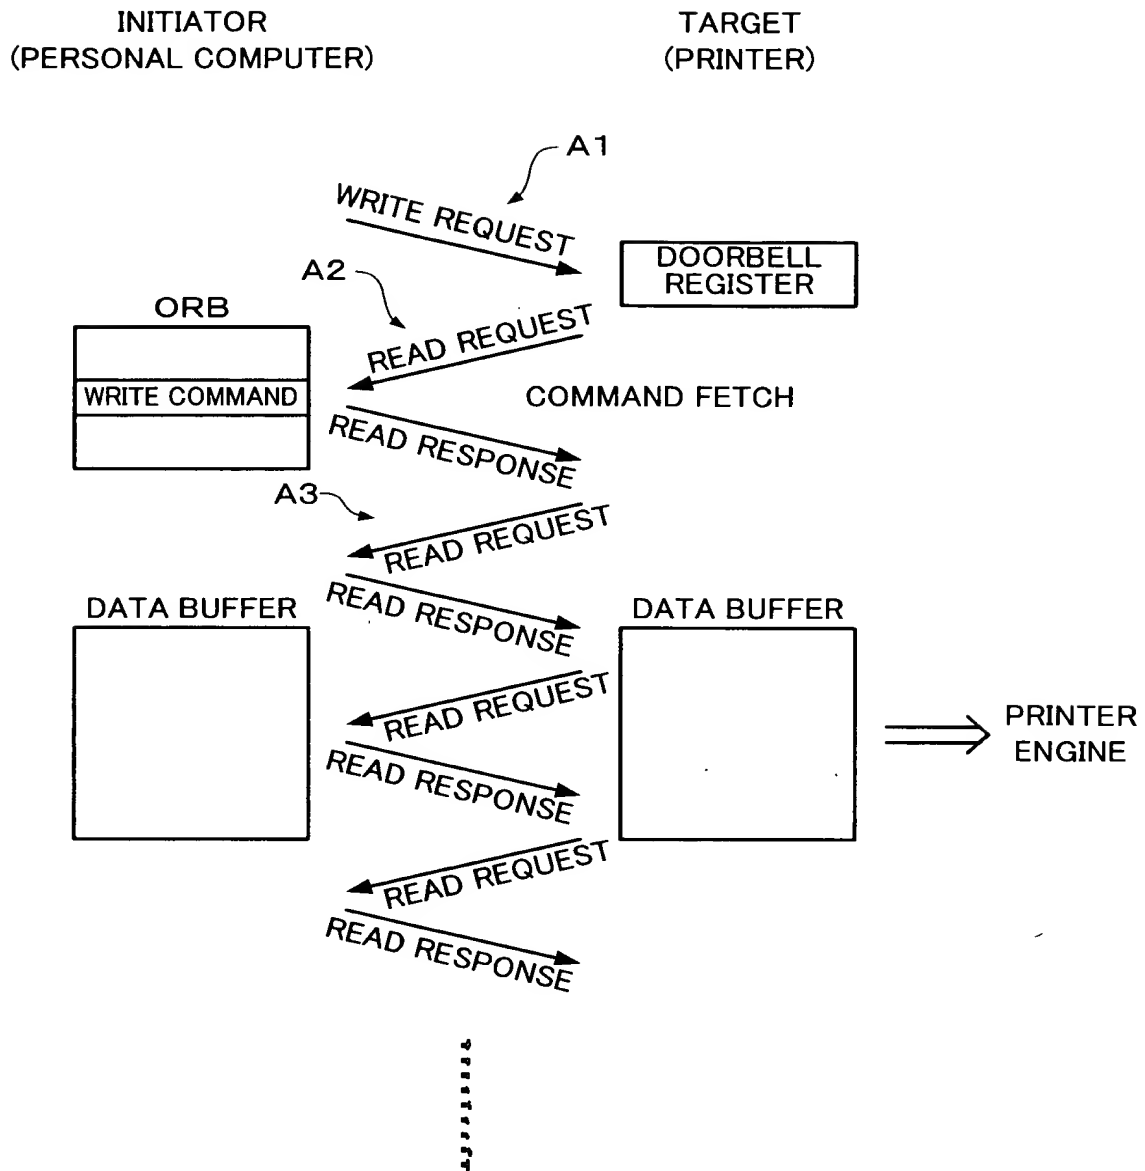 INITIATOR
(PERSONAL COMPUTER)
TARGET
(PRINTER)
A1
WRITE REQUEST
DOORBELL
REGISTER
A2
READ REQUEST
ORB
WRITE COMMAND
COMMAND FETCH
READ RESPONSE
A3
READ REQUEST
READ RESPONSE
DATA BUFFER
DATA BUFFER
READ REQUEST
READ RESPONSE
PRINTER
ENGINE
READ REQUEST
READ RESPONSE